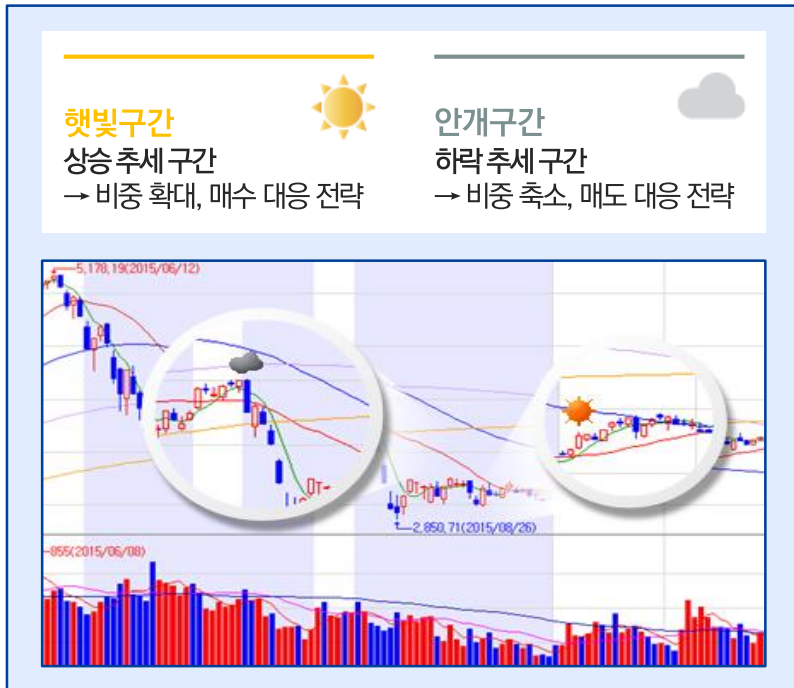 햇빛구간
상승 추세 구간
→ 비중 확대, 매수 대응 전략
안개구간
하락 추세 구간
→ 비중 축소, 매도 대응 전략
5,178,19(2015/06/12)
2,850,71(2015/08/26)
855(2015/06/08)